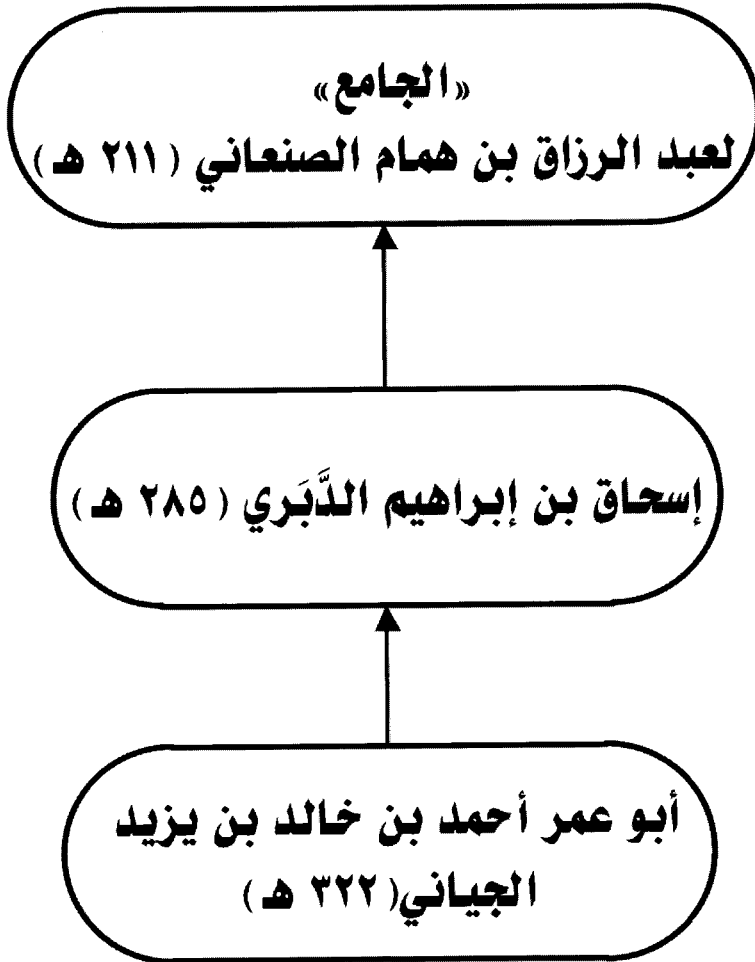 «الجامع»
لعبد الرزاق بن همام الصنعاني (٢١١ هـ)
إسحاق بن إبراهيم الدَّبَري (٢٨٥ هـ)
أبو عمر أحمد بن خالد بن يزيد
الجياني(٣٢٢ هـ)